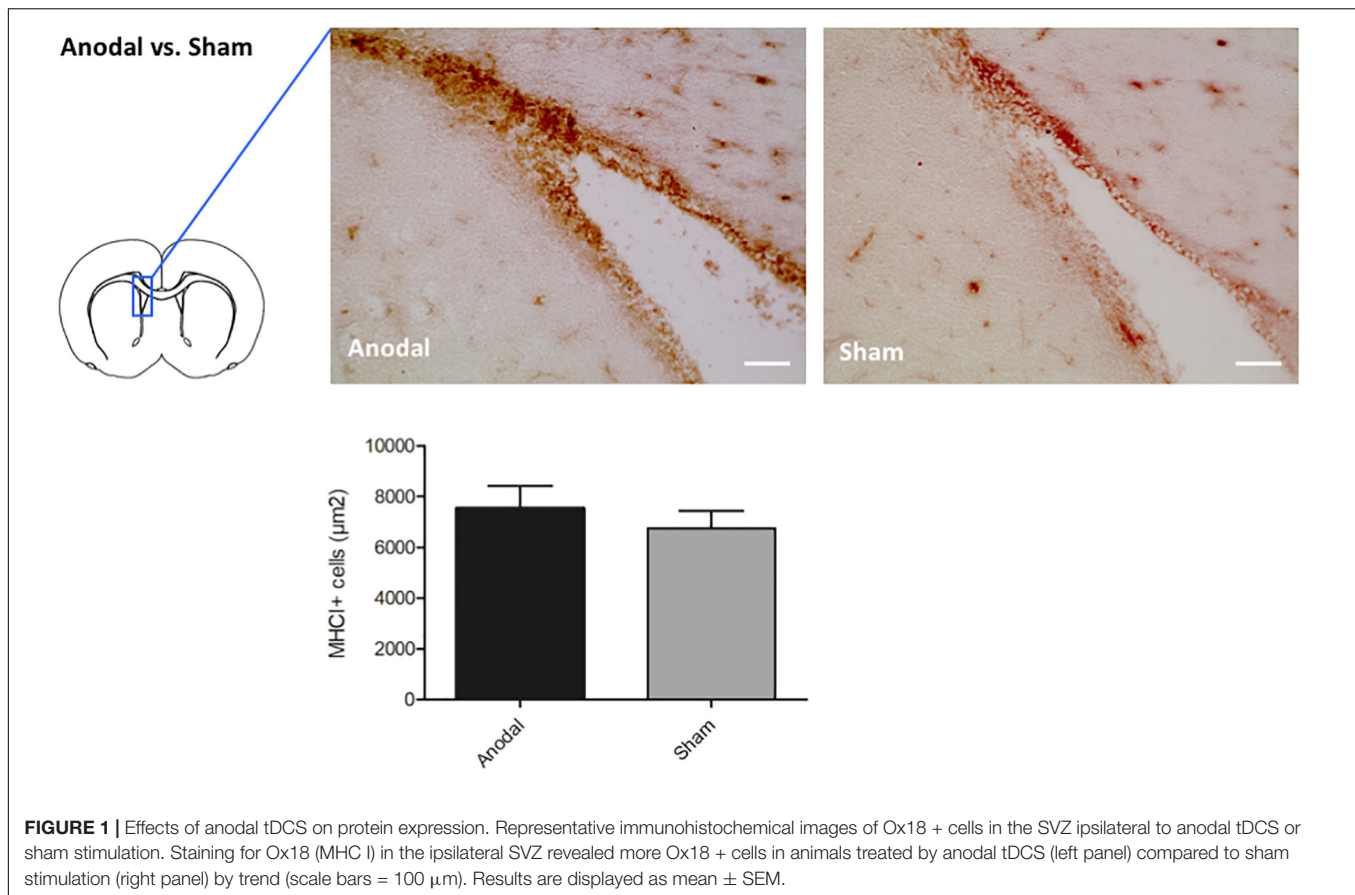 Anodal vs. Sham
Anodal
Sham
10000
8000
6000
4000
2000
0
MHCI+ cells (µm2)
Anodal
Sham
FIGURE 1 | Effects of anodal tDCS on protein expression. Representative immunohistochemical images of Ox18 + cells in the SVZ ipsilateral to anodal tDCS or
sham stimulation. Staining for Ox18 (MHC I) in the ipsilateral SVZ revealed more Ox18 + cells in animals treated by anodal tDCS (left panel) compared to sham
stimulation (right panel) by trend (scale bars = 100 µm). Results are displayed as mean ± SEM.